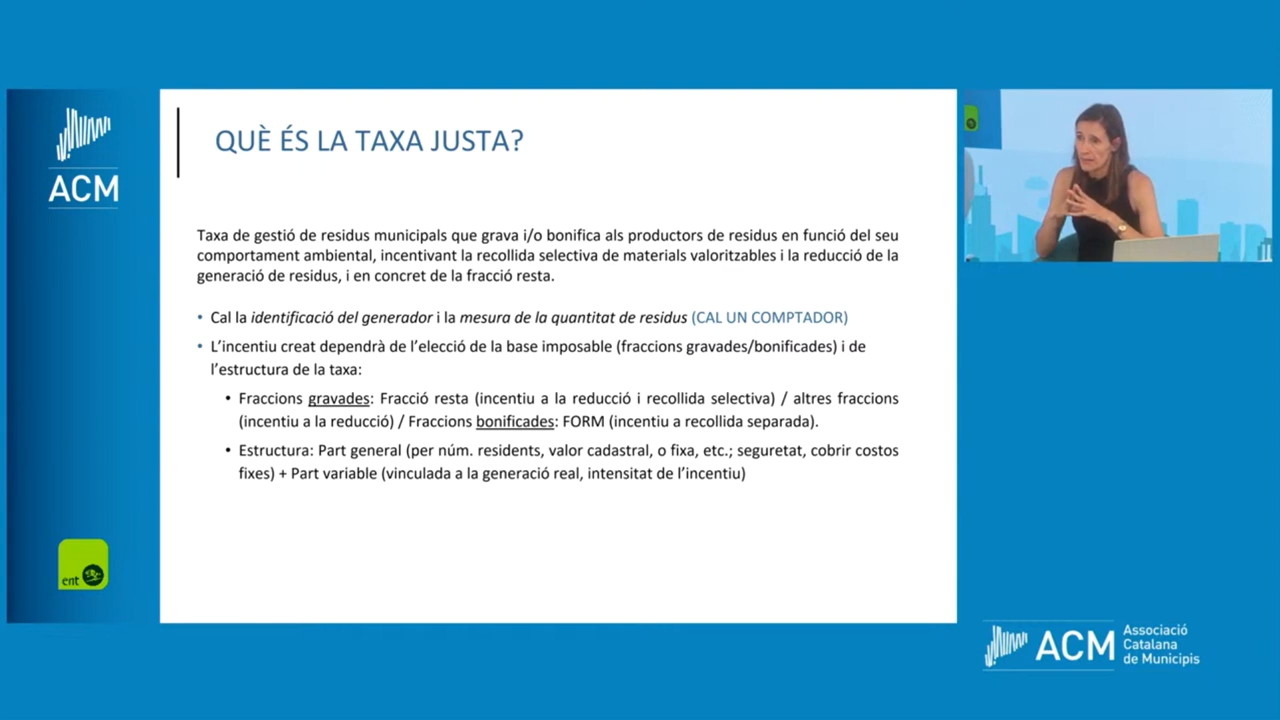 ACM
QUÈ ÉS LA TAXA JUSTA?
Taxa de gestió de residus municipals que grava i/o bonifica als productors de residus en funció del seu
comportament ambiental, incentivant la recollida selectiva de materials valoritzables i la reducció de la
generació de residus, i en concret de la fracció resta.
• Cal la identificació del generador i la mesura de la quantitat de residus (CAL UN COMPTADOR)
• L’incentiu creat dependrà de l’elecció de la base imposable (fraccions gravades/bonificades) i de
l’estructura de la taxa:
• Fraccions gravades: Fracció resta (incentiu a la reducció i recollida selectiva) / altres fraccions
(incentiu a la reducció) / Fraccions bonificades: FORM (incentiu a recollida separada).
• Estructura: Part general (per núm. residents, valor cadastral, o fixa, etc.; seguretat, cobrir costos
fixes) + Part variable (vinculada a la generació real, intensitat de l’incentiu)
ent
ACM
Associació
Catalana
de Municipis